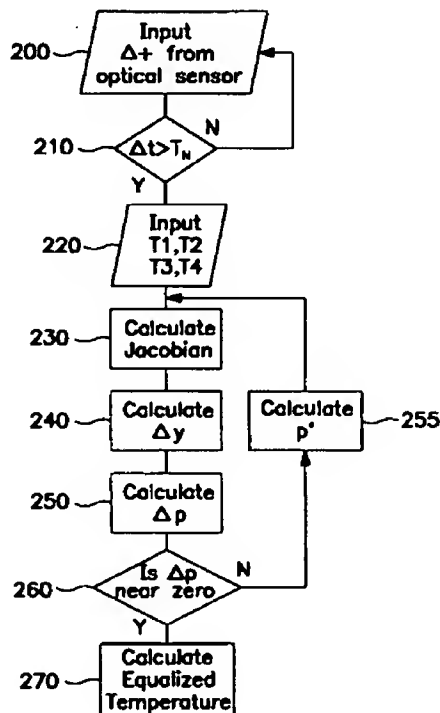 200
Input
Δ+ from
optical sensor
N
210
Δt>T_N
Y
220
Input
T1,T2
T3,T4
230
Calculate
Jacobian
240
Calculate
Δy
Calculate
p'
255
250
Calculate
Δp
260
Is Δp
near zero
N
Y
270
Calculate
Equalized
Temperature